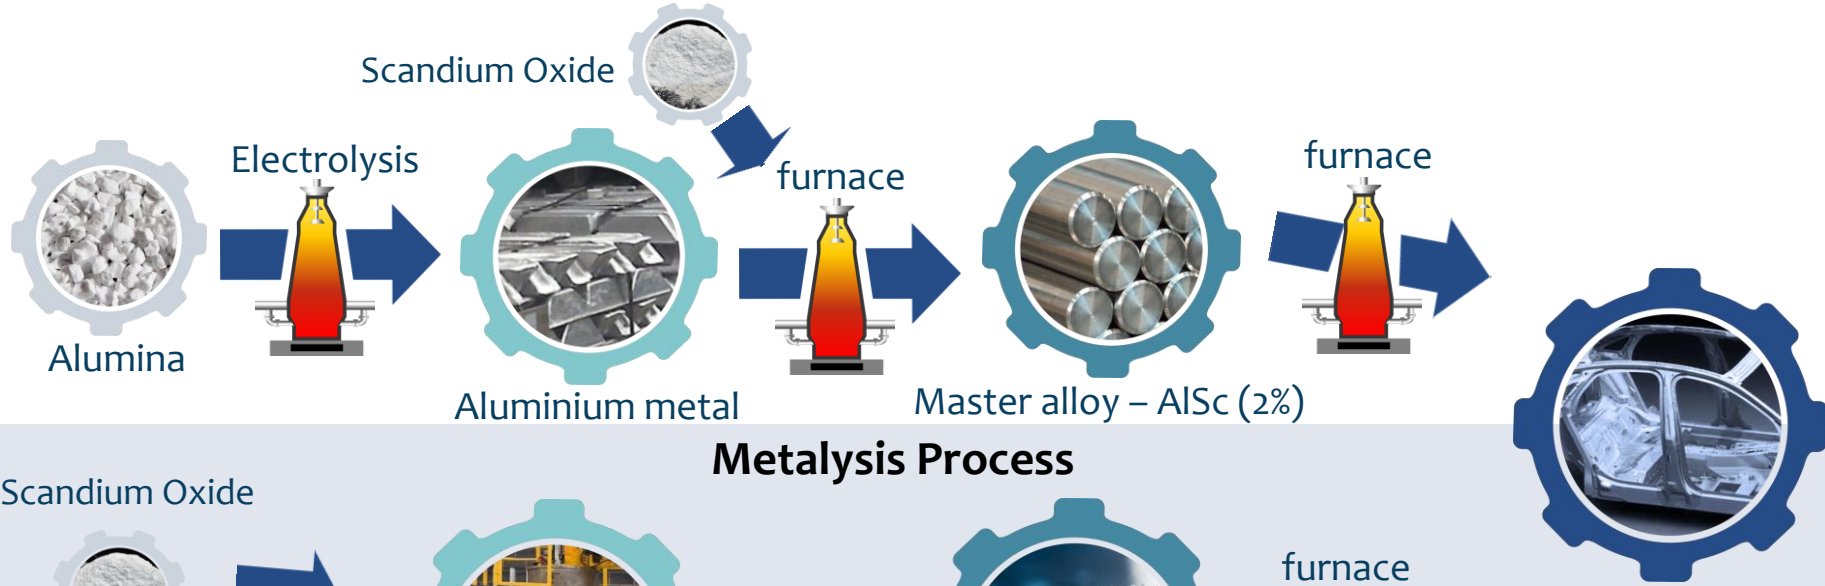 Scandium Oxide
Electrolysis
furnace
furnace
Alumina
Aluminium metal
Master alloy – AlSc (2%)
Metalysis Process
Scandium Oxide
furnace